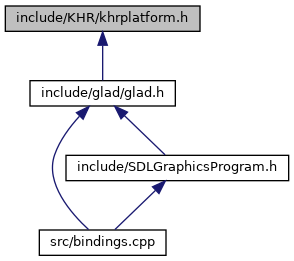 include/KHR/khrplatform.h
include/glad/glad.h
include/SDLGraphicsProgram.h
src/bindings.cpp